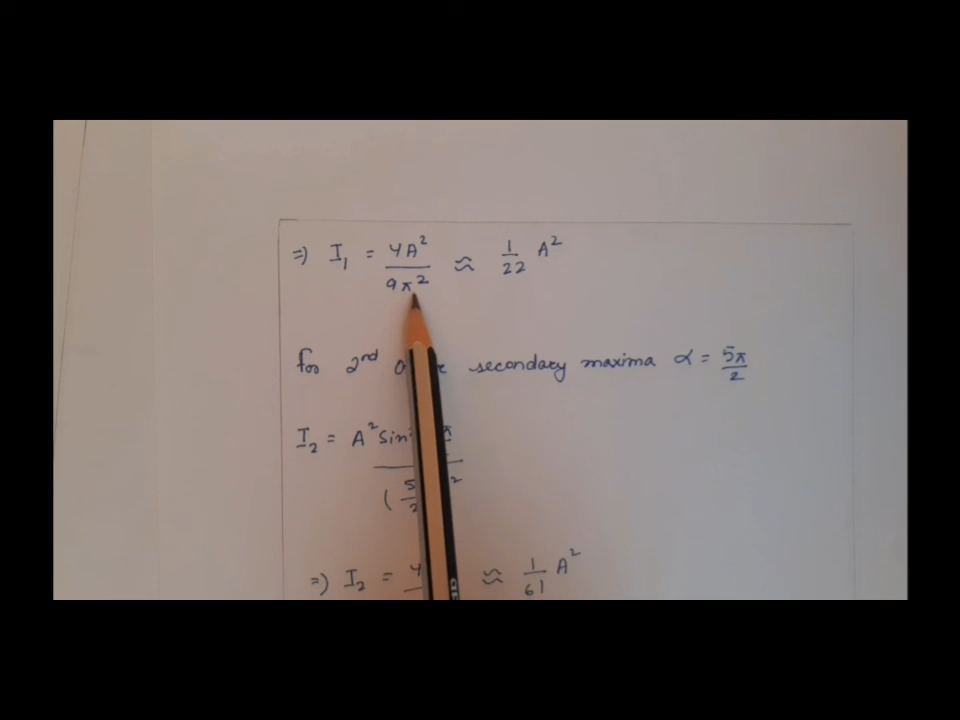 =) I₁ = 4A² / 9π² ≈ 1/22 A²
for 2nd secondary maxima α = 5π/2
I₂ = A² Sin
=) I₂ = 4 ≈ 1/61 A²